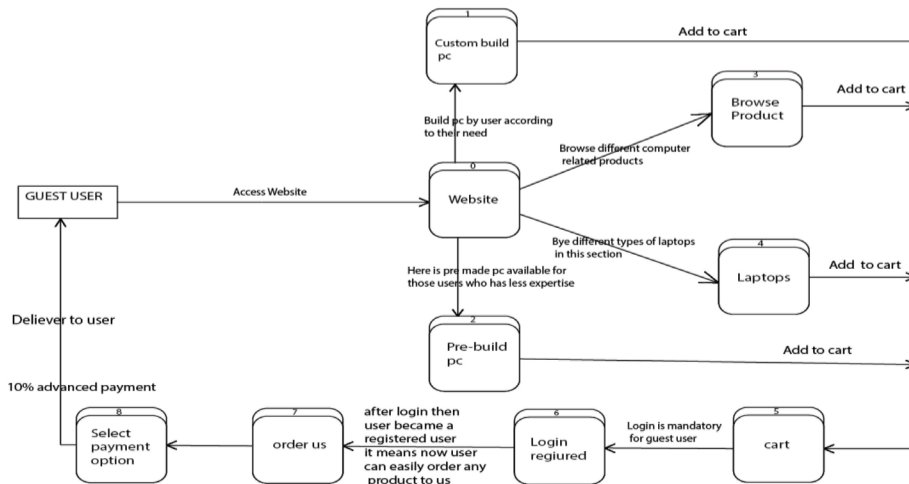 1
Custom build
pc
Add to cart
3
Browse
Product
Add to cart
Build pc by user according
to their need
Browse different computer
related products
0
Website
GUEST USER
Access Website
Bye different types of laptops
in this section
4
Laptops
Add to cart
Here is pre made pc available for
those users who has less expertise
2
Pre-build
pc
Add to cart
Deliever to user
10% advanced payment
8
Select
payment
option
7
order us
after login then
user became a
registered user
it means now user
can easily order any
product to us
6
Login
regiured
Login is mandatory
for guest user
5
cart